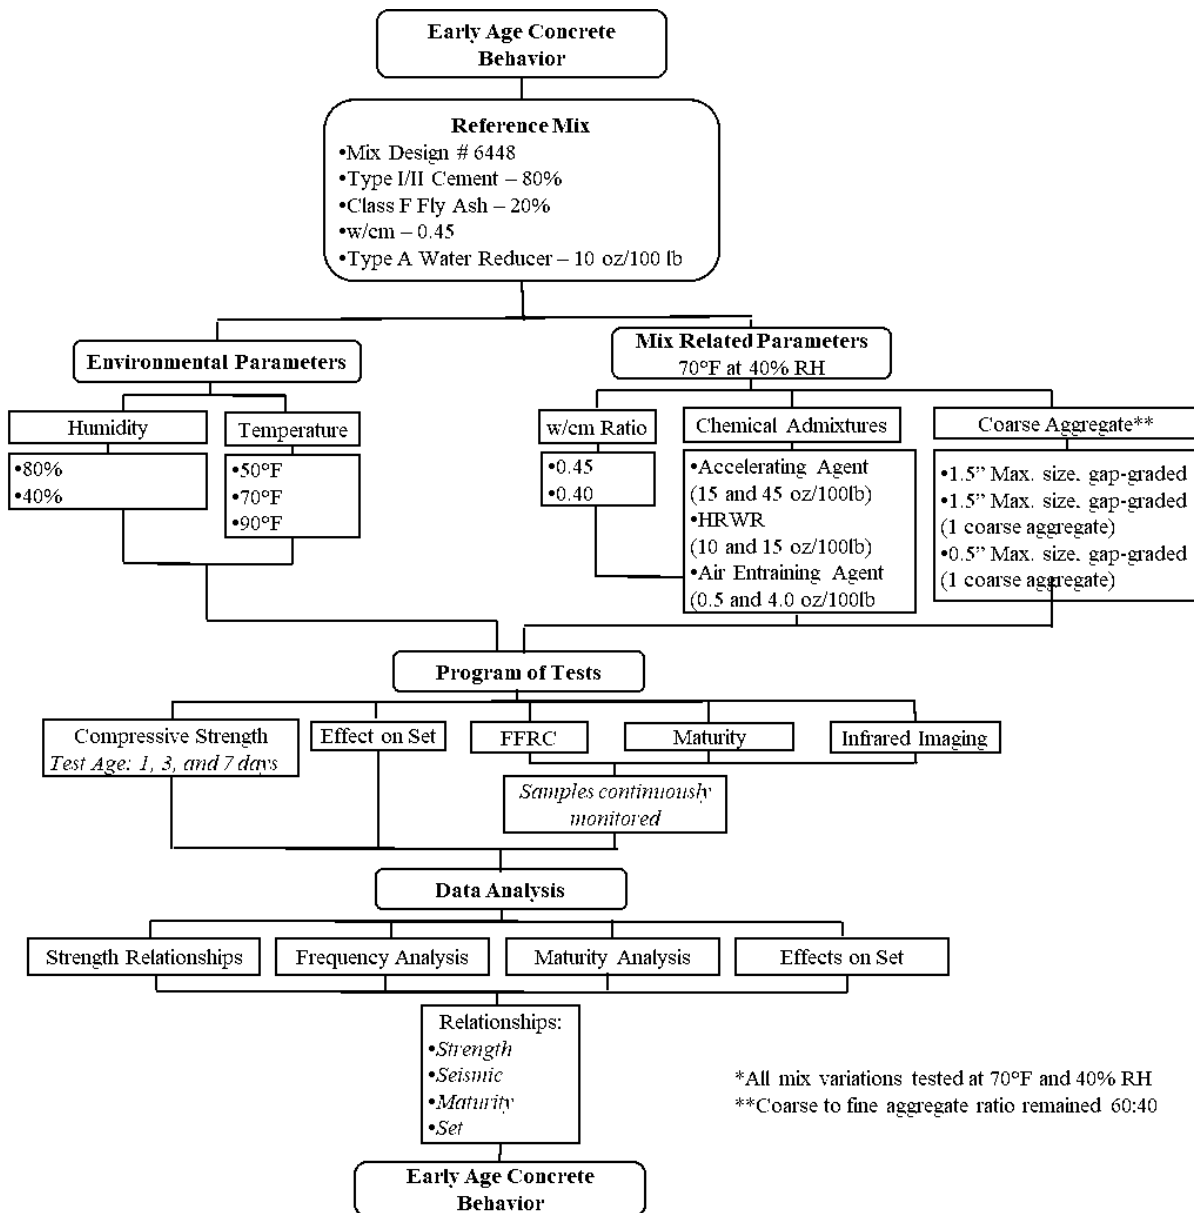 Early Age Concrete
Behavior
Reference Mix
•Mix Design # 6448
•Type I/II Cement – 80%
•Class F Fly Ash – 20%
•w/cm – 0.45
•Type A Water Reducer – 10 oz/100 lb
Environmental Parameters
Mix Related Parameters
70°F at 40% RH
Humidity
Temperature
w/cm Ratio
Chemical Admixtures
Coarse Aggregate**
•80%
•40%
•50°F
•70°F
•90°F
•0.45
•0.40
•Accelerating Agent
(15 and 45 oz/100lb)
•HRWR
(10 and 15 oz/100lb)
•Air Entraining Agent
(0.5 and 4.0 oz/100lb
•1.5” Max. size, gap-graded
•1.5” Max. size, gap-graded
(1 coarse aggregate)
•0.5” Max. size, gap-graded
(1 coarse aggregate)
Program of Tests
Compressive Strength
Test Age: 1, 3, and 7 days
Effect on Set
FFRC
Maturity
Infrared Imaging
Samples continuously
monitored
Data Analysis
Strength Relationships
Frequency Analysis
Maturity Analysis
Effects on Set
Relationships:
•Strength
•Seismic
•Maturity
•Set
*All mix variations tested at 70°F and 40% RH
**Coarse to fine aggregate ratio remained 60:40
Early Age Concrete
Behavior